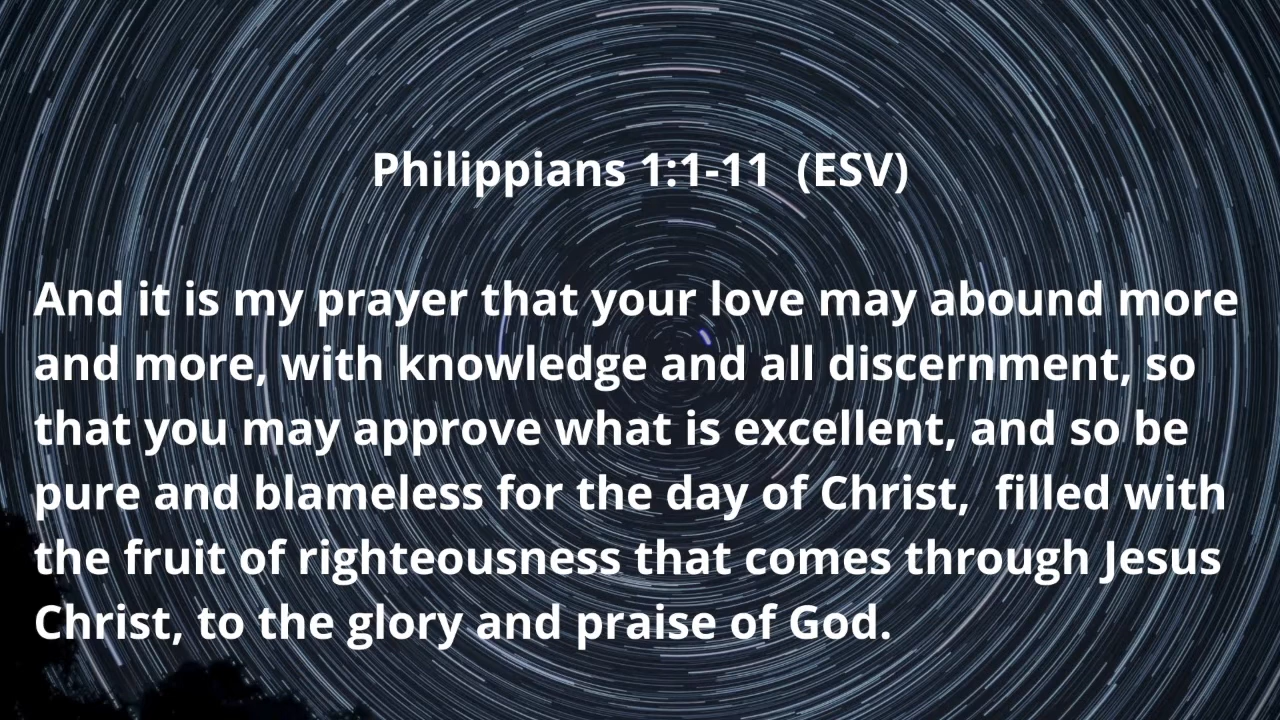 Philippians 1:1-11  (ESV)
And it is my prayer that your love may abound more
and more, with knowledge and all discernment, so
that you may approve what is excellent, and so be
pure and blameless for the day of Christ,  filled with
the fruit of righteousness that comes through Jesus
Christ, to the glory and praise of God.